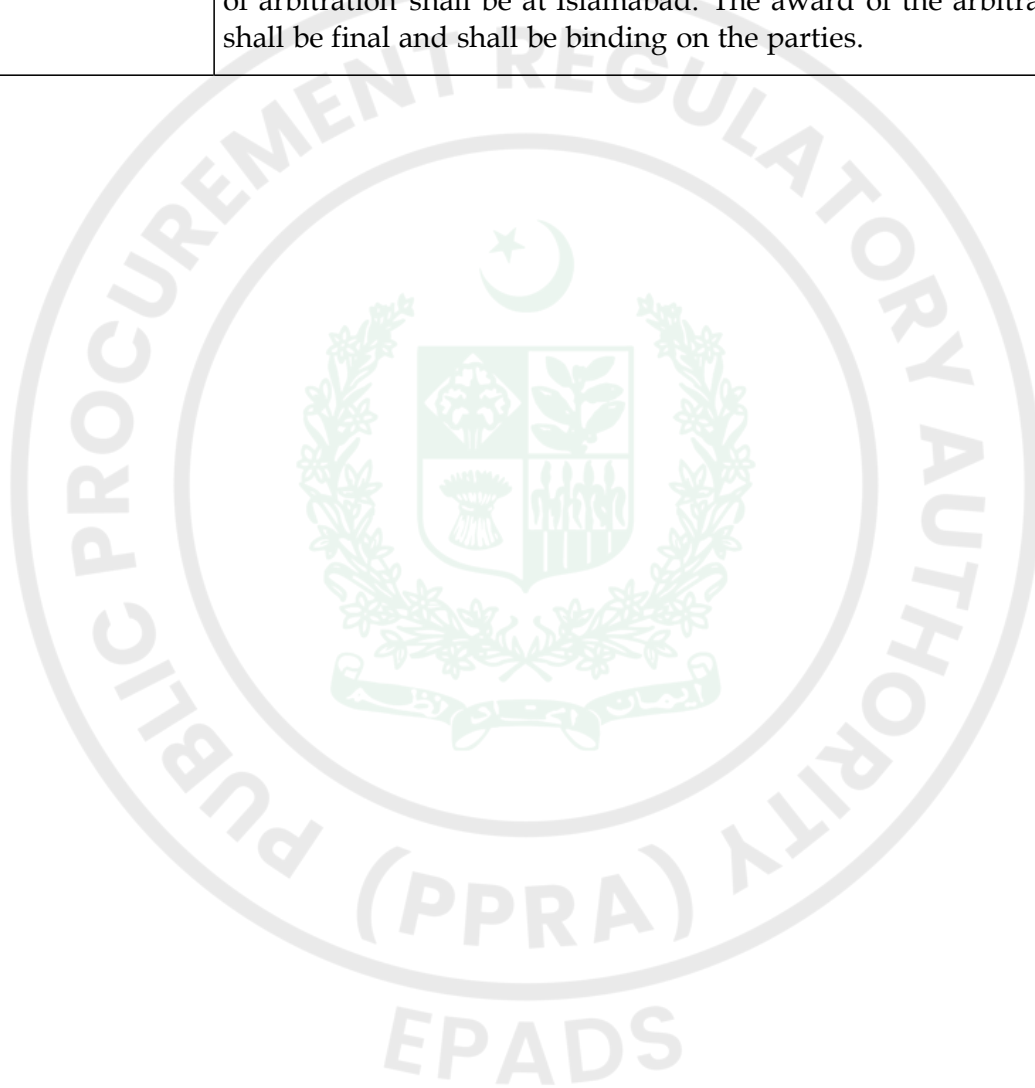 of arbitration shall be at Islamabad. The award of the arbitra
shall be final and shall be binding on the parties.
PUBLIC PROCUREMENT REGULATORY AUTHORITY
(PPRA)
EPADS